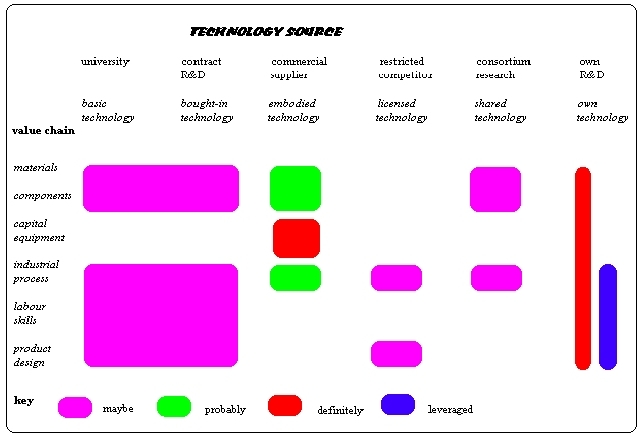 TECHNOLOGY SOURCE
university contract R&D commercial supplier restricted competitor consortium research own R&D
basic technology bought-in technology embodied technology licensed technology shared technology own technology
value chain
materials
components
capital
equipment
industrial
process
labour
skills
product
design
key maybe probably definitely leveraged